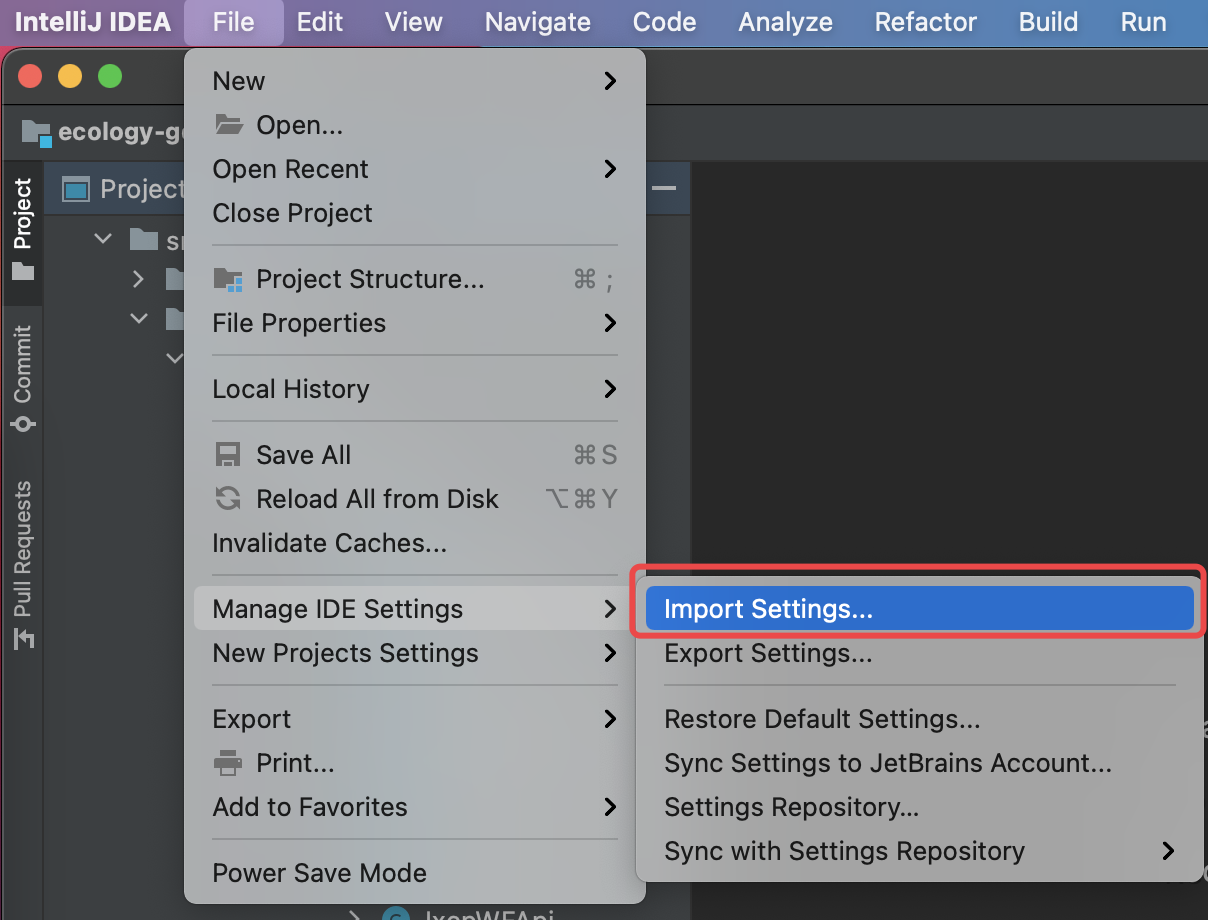 IntelliJ IDEA File Edit View Navigate Code Analyze Refactor Build Run
New
Open...
Open Recent
Close Project
Project Structure... ⌘ ;
File Properties
Local History
Save All ⌘ S
Reload All from Disk ⌥ ⌘ Y
Invalidate Caches...
Manage IDE Settings
New Projects Settings
Export
Print...
Add to Favorites
Power Save Mode
Import Settings...
Export Settings...
Restore Default Settings...
Sync Settings to JetBrains Account...
Settings Repository...
Sync with Settings Repository
Project
Project
Commit
Pull Requests